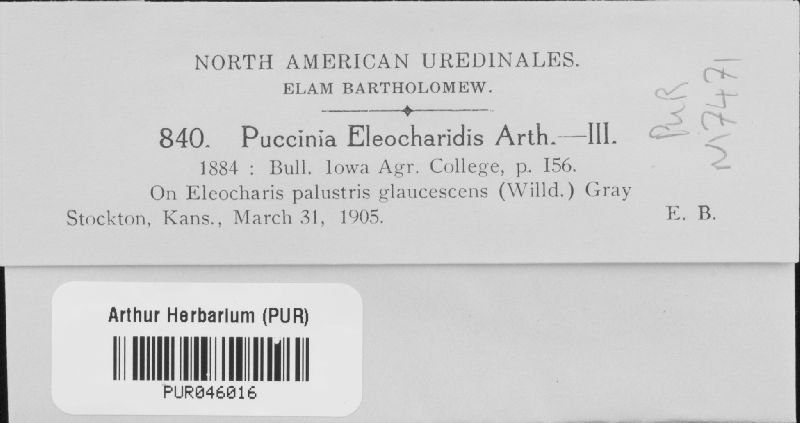 NORTH AMERICAN UREDINALES.
ELAM BARTHOLOMEW.
840. Puccinia Eleocharidis Arth.—III.
1884 : Bull. Iowa Agr. College, p. 156.
On Eleocharis palustris glaucescens (Willd.) Gray
Stockton, Kans., March 31, 1905.
E. B.
PUR
N17471
Arthur Herbarium (PUR)
PUR046016